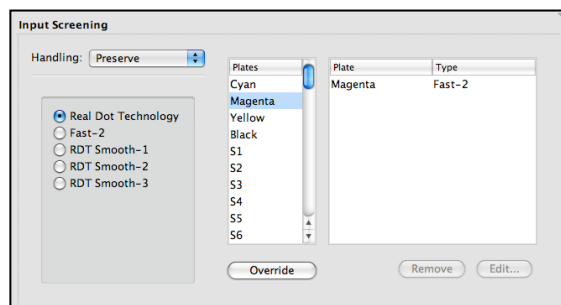 Input Screening
Handling: Preserve
Real Dot Technology
Fast-2
RDT Smooth-1
RDT Smooth-2
RDT Smooth-3
Plates
Cyan
Magenta
Yellow
Black
S1
S2
S3
S4
S5
S6
Override
Plate Type
Magenta Fast-2
Remove Edit...